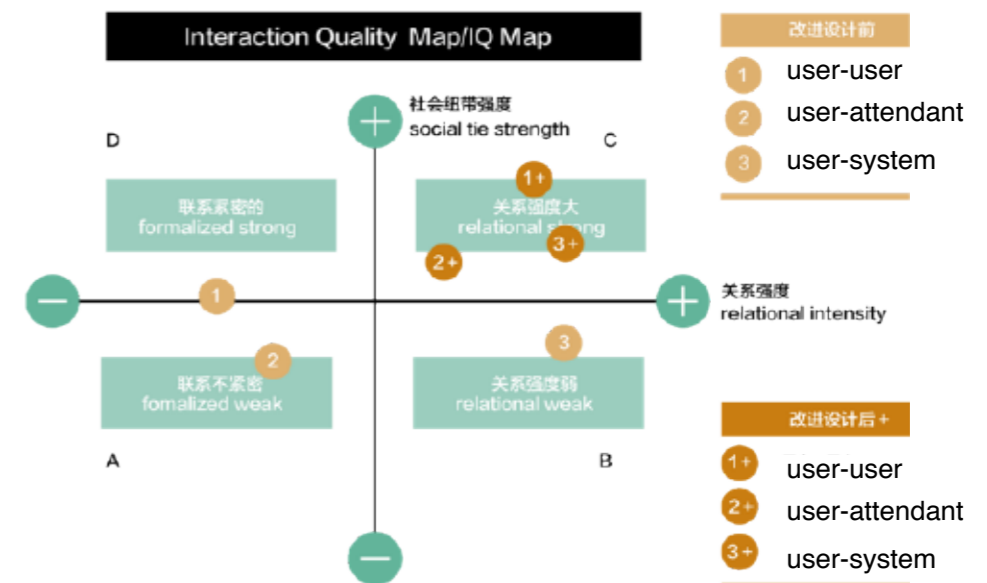 Interaction Quality Map/IQ Map
改进设计前
1 user-user
2 user-attendant
3 user-system
+
社会纽带强度
social tie strength
D
C
联系紧密的
formalized strong
1+
关系强度大
relational strong
3+
2+
−
1
+
关系强度
relational intensity
2
联系不紧密
fomalized weak
3
关系强度弱
relational weak
A
B
−
改进设计后+
1+ user-user
2+ user-attendant
3+ user-system